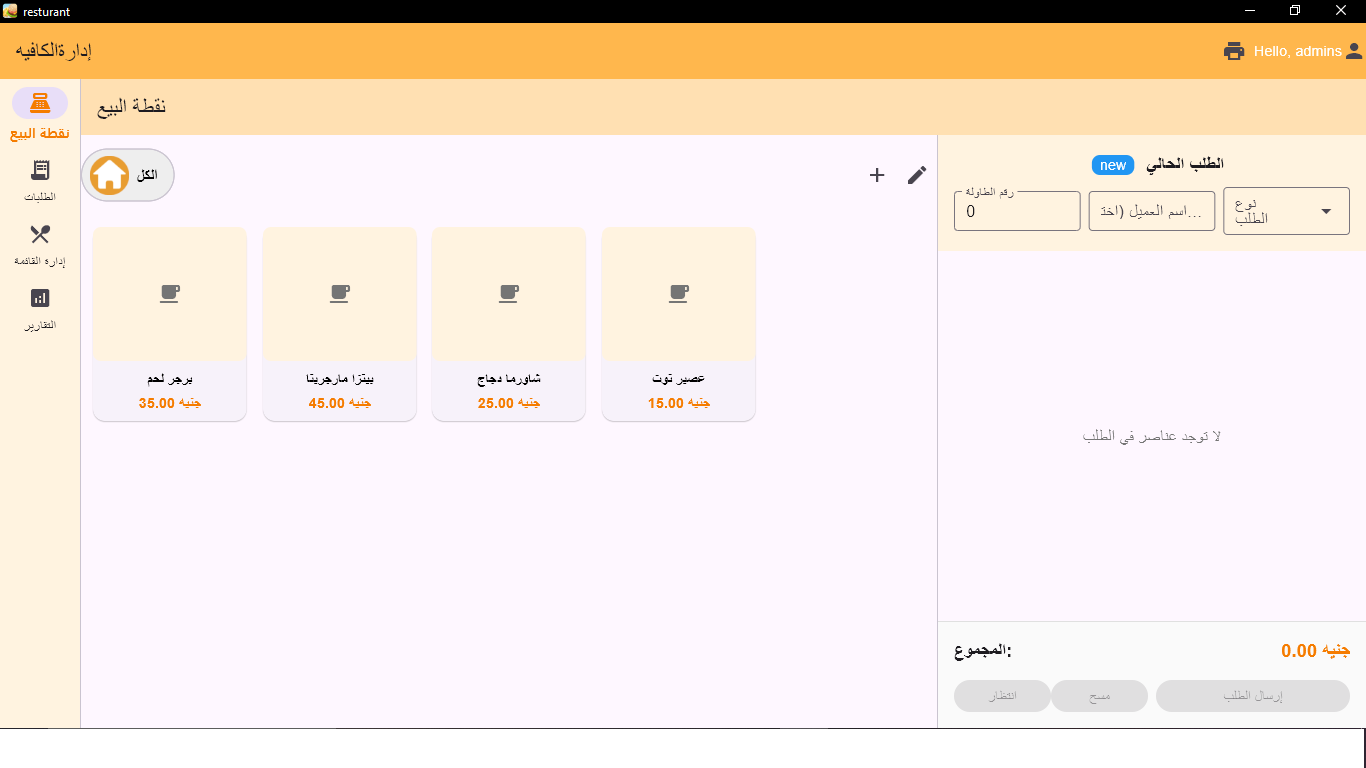 resturant
إدارةالكافيه
Hello, admins
نقطة البيع
نقطة البيع
الطلبات
إدارة القائمة
التقارير
الكل
برجر لحم
35.00 جنيه
بيتزا مارجريتا
45.00 جنيه
شاورما دجاج
25.00 جنيه
عصير توت
15.00 جنيه
الطلب الحالي
new
رقم الطاولة
0
اسم العميل (اخت...
نوع
الطلب
لا توجد عناصر في الطلب
المجموع:
0.00 جنيه
انتظار
مسح
إرسال الطلب